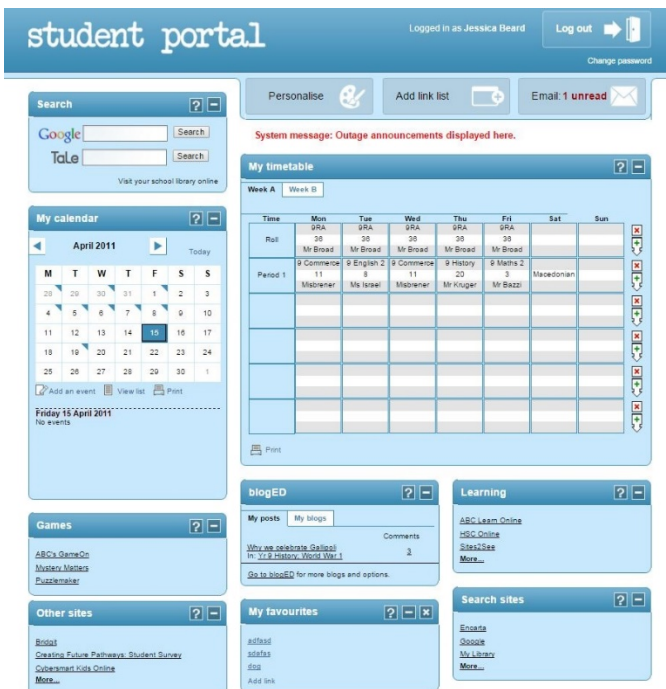 student portal
Logged in as Jessica Beard
Log out
Change password
Personalise
Add link list
Email: 1 unread
System message: Outage announcements displayed here.
Search
Google
Search
TaLe
Search
Visit your school library online
My calendar
April 2011
Today
M T W T F S S
28 29 30 31 1 2 3
4 5 6 7 8 9 10
11 12 13 14 15 16 17
18 19 20 21 22 23 24
25 26 27 28 29 30 1
Add an event View list Print
Friday 15 April 2011
No events
My timetable
Week A Week B
Time Mon Tue Wed Thu Fri Sat Sun
9RA 9RA 9RA 9RA 9RA
Roll 36 36 36 36 36
Mr Broad Mr Broad Mr Broad Mr Broad Mr Broad
9 Commerce 9 English 2 9 Commerce 9 History 9 Maths 2
Period 1 11 8 11 20 3 Macedonian
Misbrener Ms Israel Misbrener Mr Kruger Mr Bazzi
Print
Games
ABC's GameOn
Mystery Matters
Puzzlemaker
Other sites
Bridgit
Creating Future Pathways: Student Survey
Cybersmart Kids Online
More...
blogED
My posts My blogs
Comments
Why we celebrate Gallipoli
In: Yr 9 History, World War 1 3
Go to blogED for more blogs and options.
My favourites
adfasd
sdafas
dog
Add link
Learning
ABC Learn Online
HSC Online
Sites2See
More...
Search sites
Encarta
Google
My Library
More...